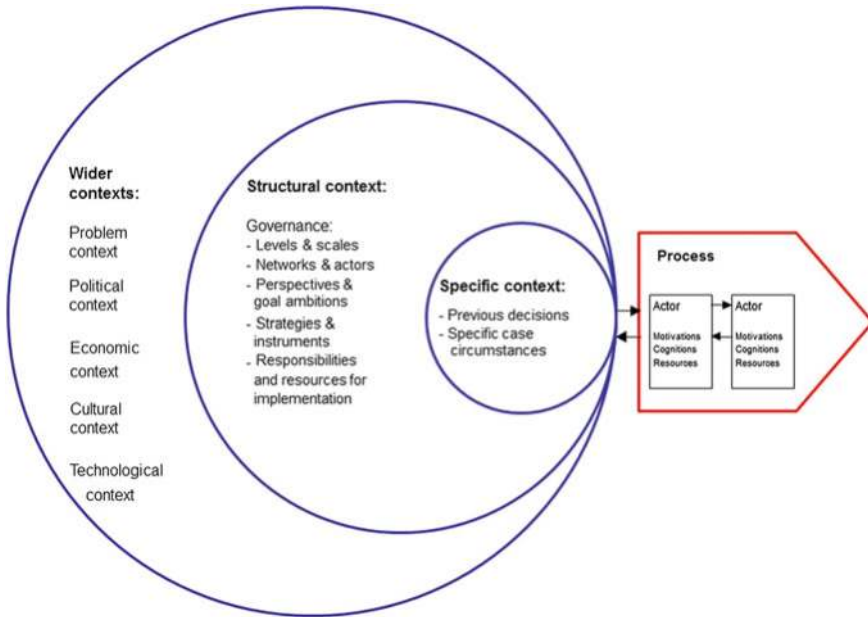 Wider
contexts:
Problem
context
Political
context
Economic
context
Cultural
context
Technological
context
Structural context:
Governance:
- Levels & scales
- Networks & actors
- Perspectives &
goal ambitions
- Strategies &
instruments
- Responsibilities
and resources for
implementation
Specific context:
- Previous decisions
- Specific case
circumstances
Process
Actor
Motivations
Cognitions
Resources
Actor
Motivations
Cognitions
Resources